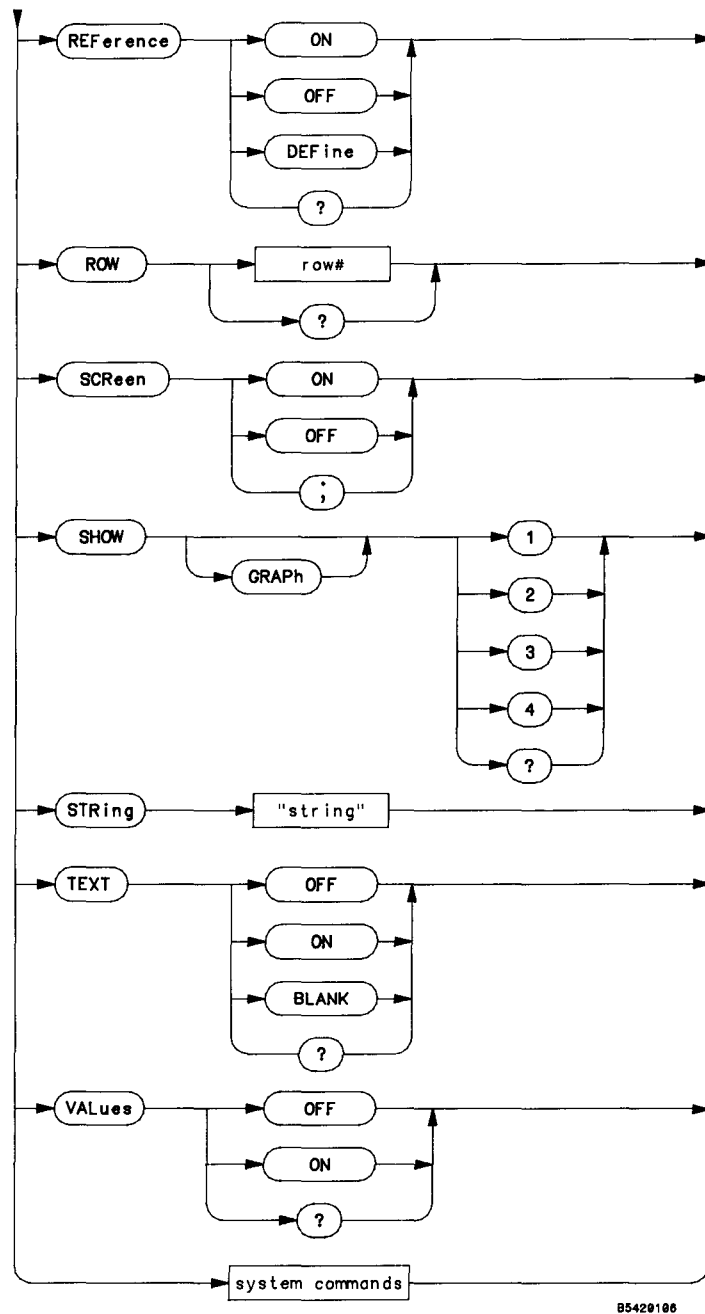 REFerence
ON
OFF
DEFine
?
ROW
row#
?
SCReen
ON
OFF
;
SHOW
GRAPh
1
2
3
4
?
STRing
"string"
TEXT
OFF
ON
BLANK
?
VALues
OFF
ON
?
system commands